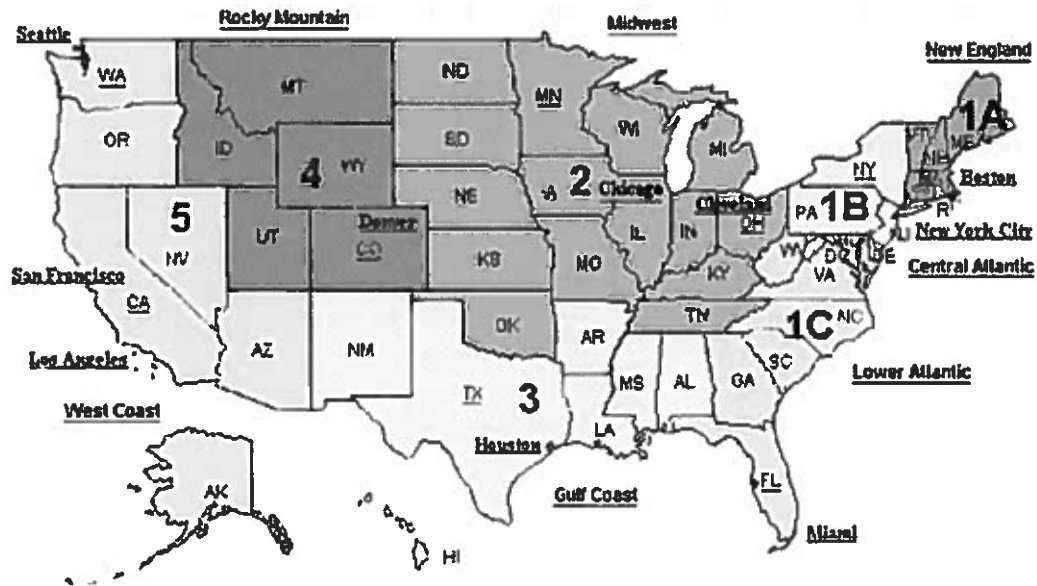 Rocky Mountain
Midwest
Seattle
New England
WA
MT
ND
MN
1A
OR
ID
WI
MI
ME
NH
NY
4
WY
2
Chicago
Cleveland
OH
Boston
NE
PA
1B
5
UT
Denver
CO
IL
IN
New York City
NV
KS
MO
KY
VA
DE
Central Atlantic
San Francisco
CA
OK
TN
1C
NC
Los Angeles
AZ
NM
AR
SC
Lower Atlantic
MS
AL
GA
West Coast
TX
3
LA
Houston
FL
AK
Gulf Coast
Miami
HI